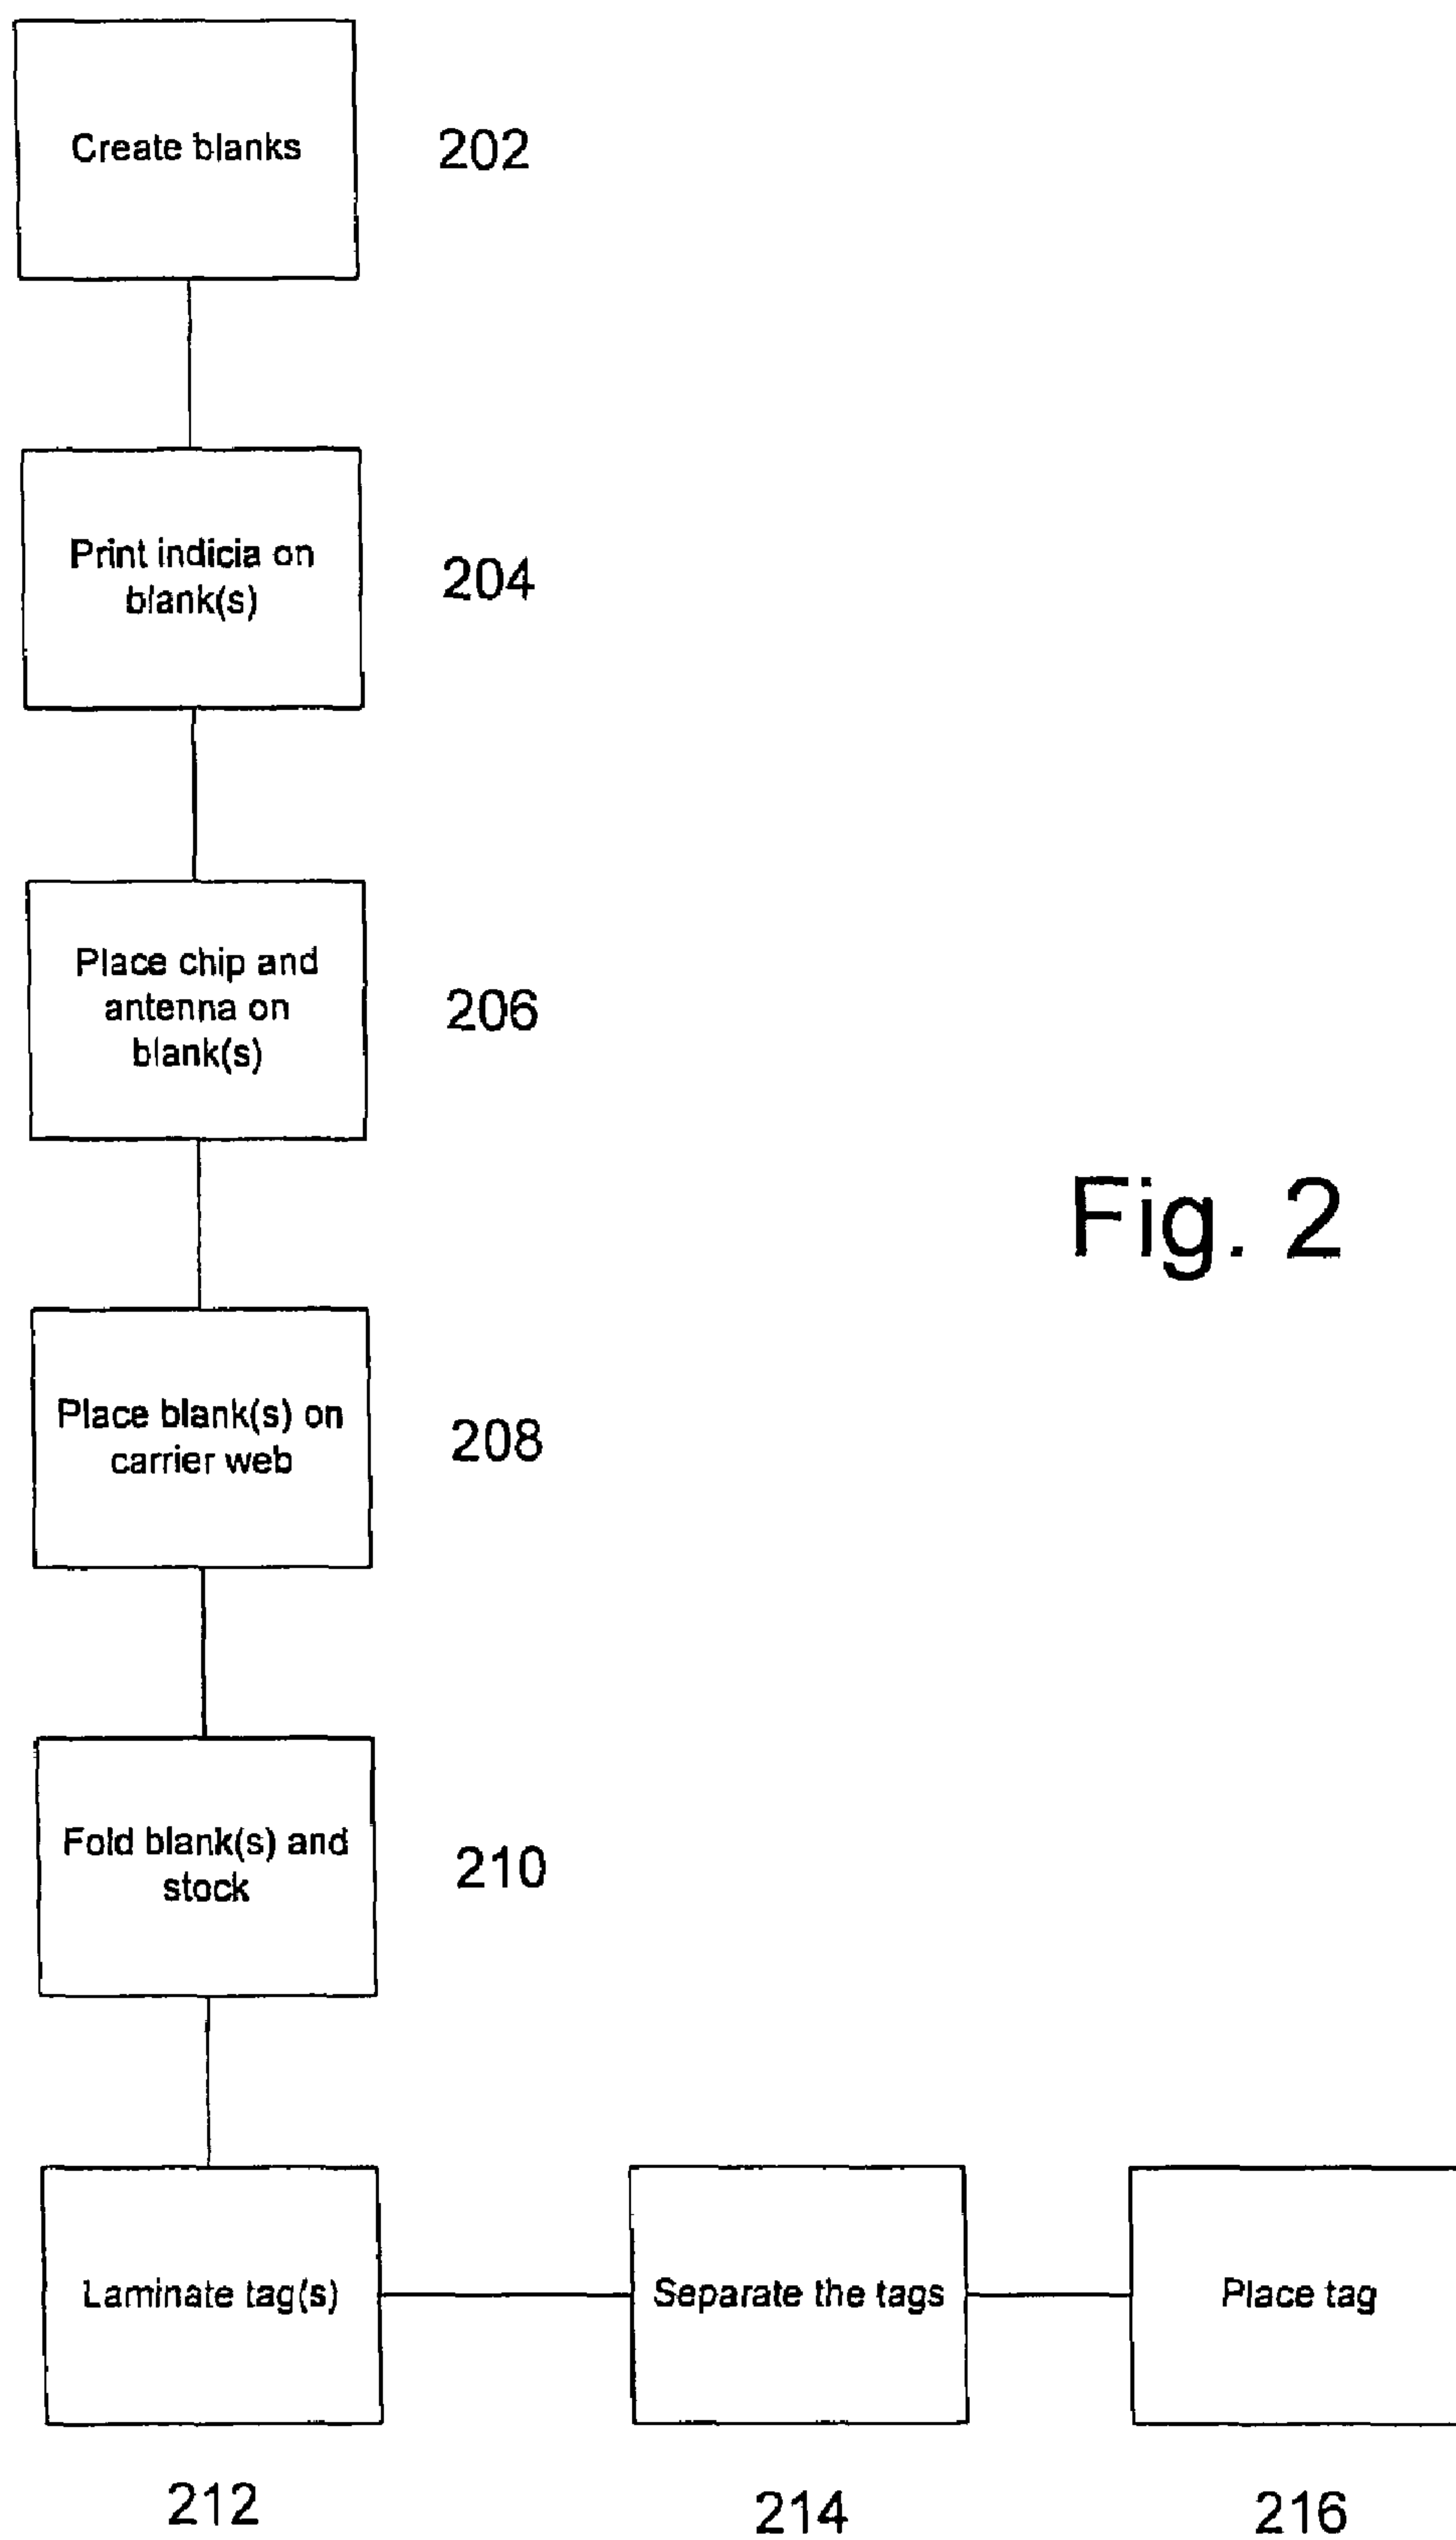 Create blanks
202
Print indicia on
blank(s)
204
Place chip and
antenna on
blank(s)
206
Fig. 2
Place blank(s) on
carrier web
208
Fold blank(s) and
stock
210
Laminate tag(s)
Separate the tags
Place tag
212
214
216